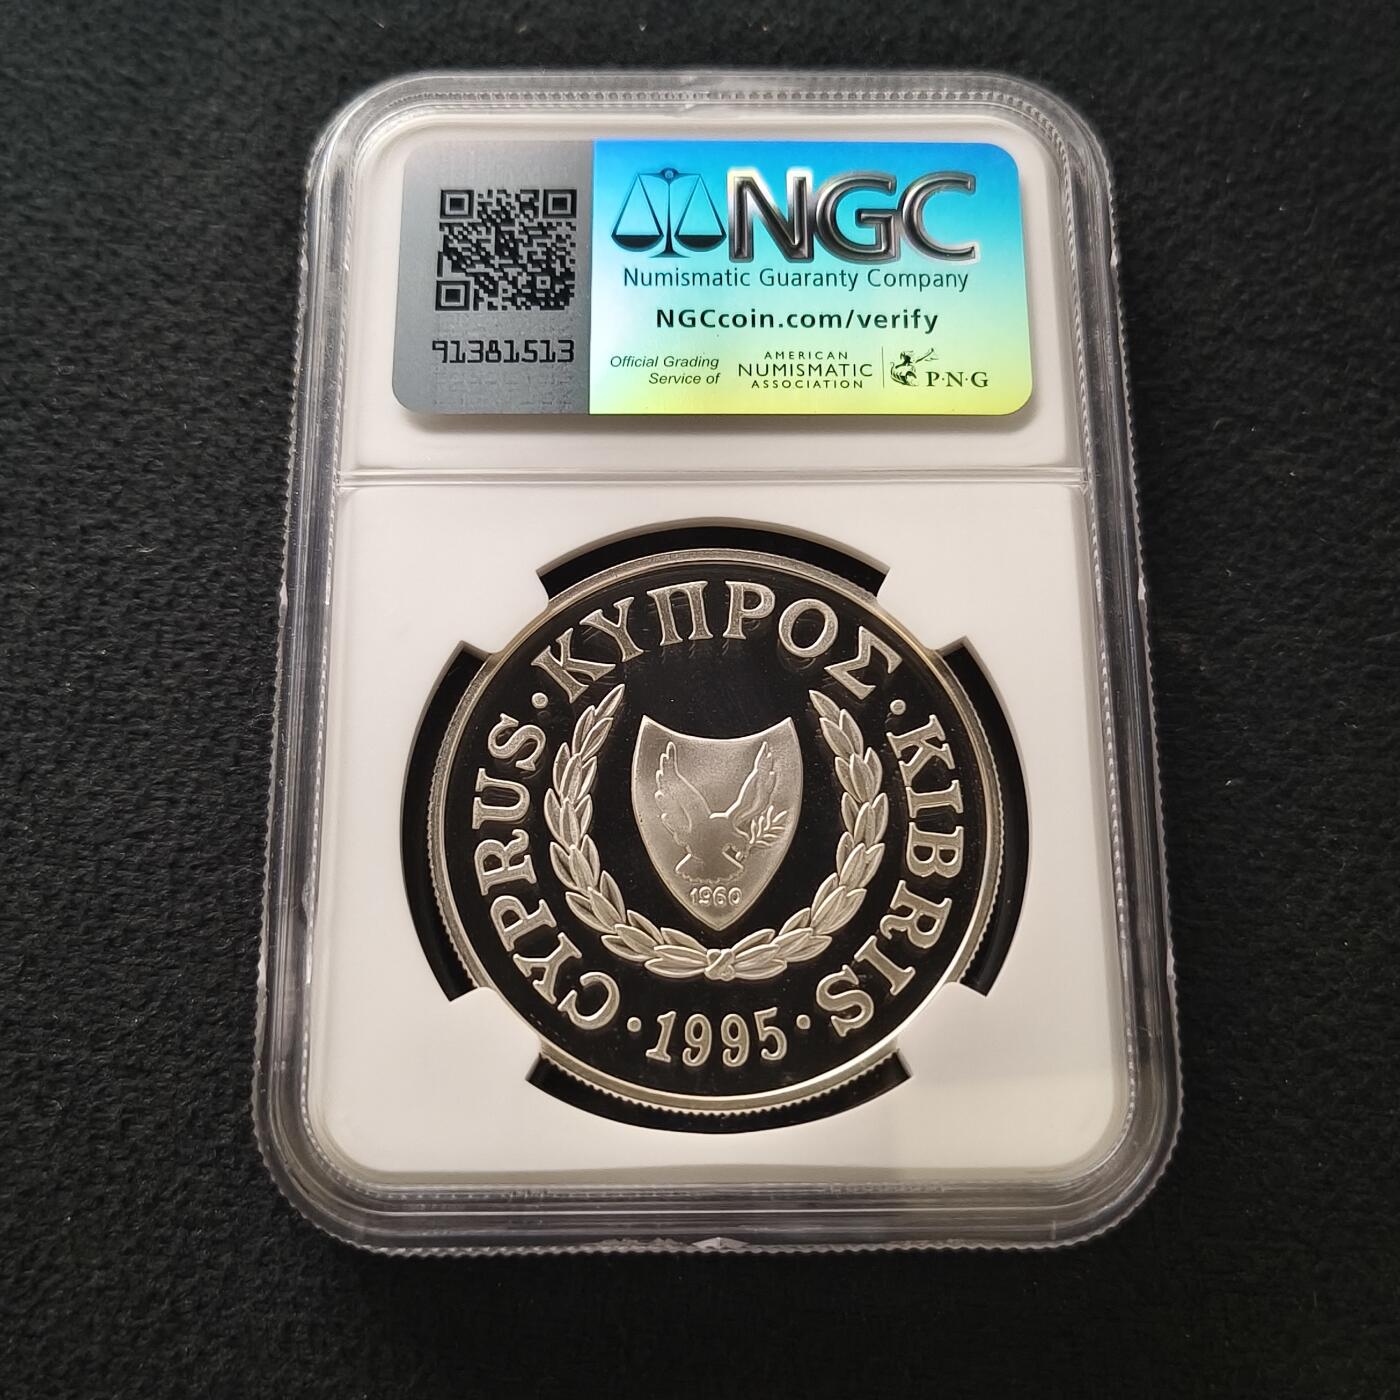 NGC
Numismatic Guaranty Company
NGCcoin.com/verify
91381513
Official Grading
Service of
AMERICAN
NUMISMATIC
ASSOCIATION
P·N·G
CYPRUS · ΚΥΠΡΟΣ · KIBRIS
1960
· 1995 ·